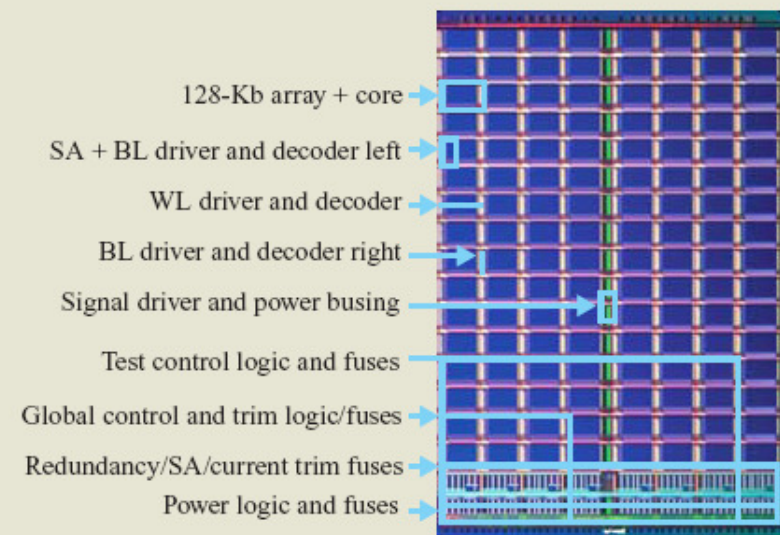 128-Kb array + core
SA + BL driver and decoder left
WL driver and decoder
BL driver and decoder right
Signal driver and power busing
Test control logic and fuses
Global control and trim logic/fuses
Redundancy/SA/current trim fuses
Power logic and fuses